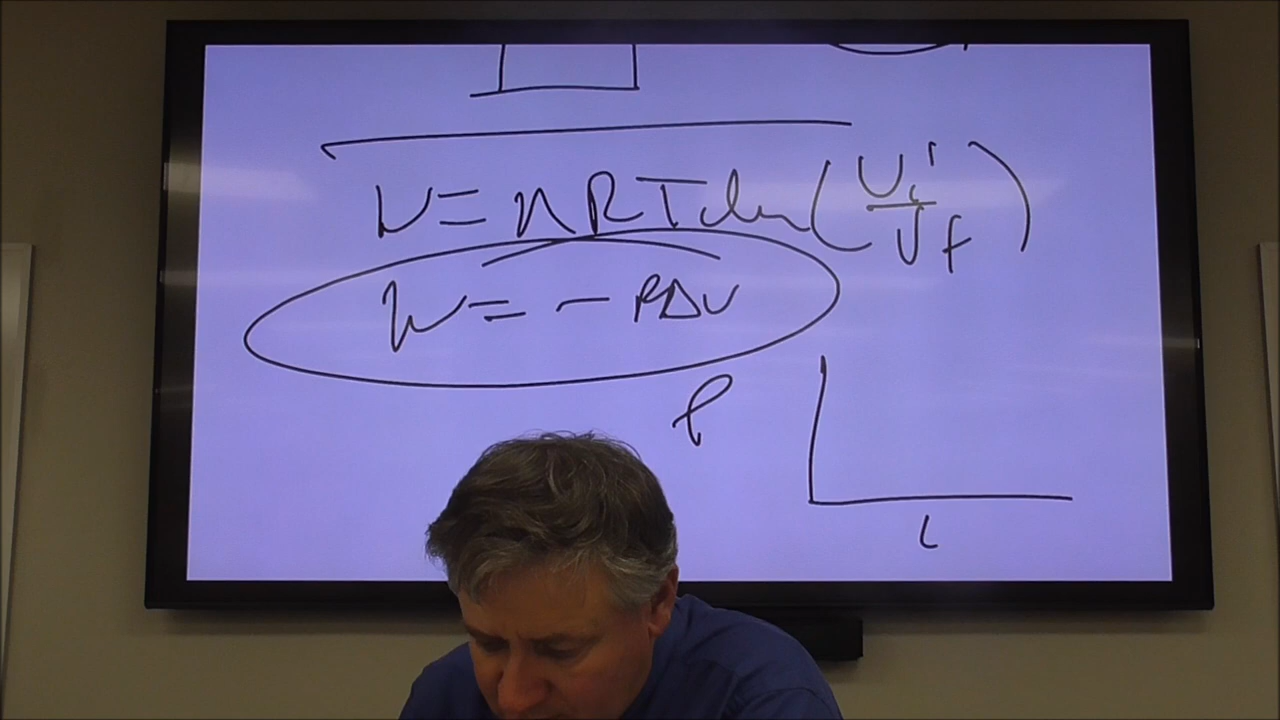 W = nRT ln(Vi/Vf)
W = - PΔV
P